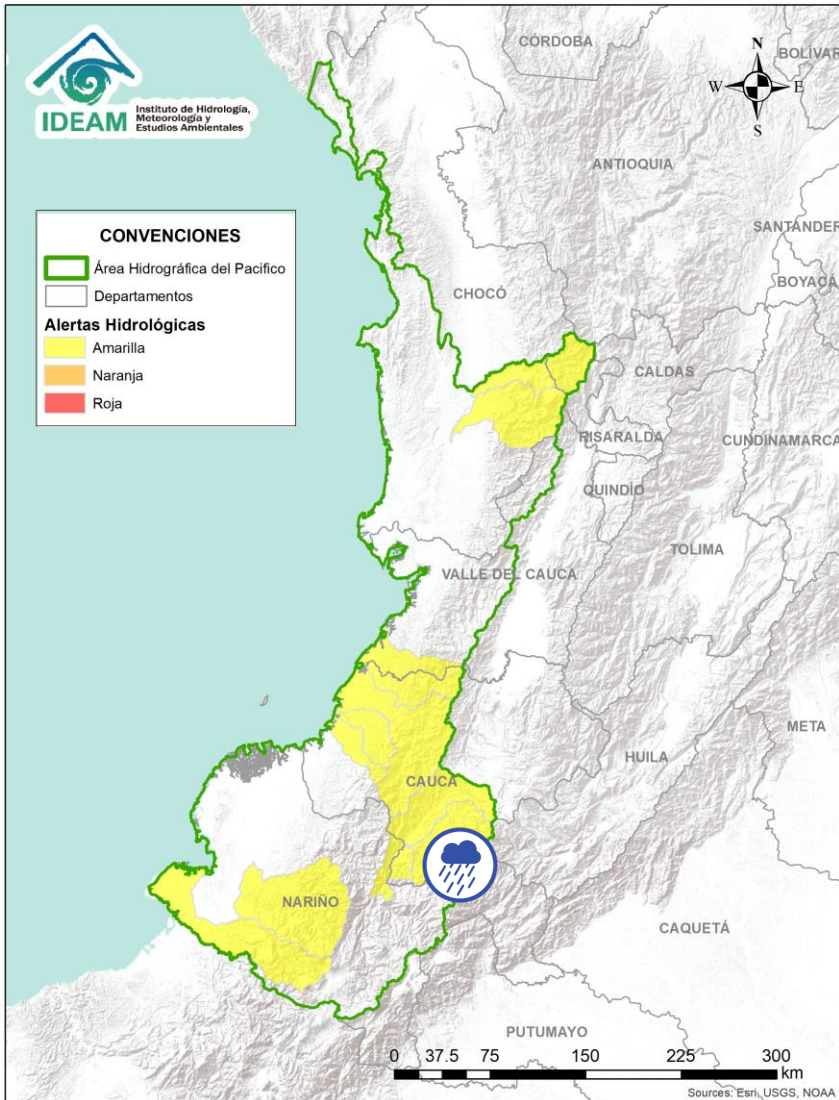 IDEAM
Instituto de Hidrología,
Meteorología y
Estudios Ambientales
CÓRDOBA
BOLÍVAR
N
W E
S
ANTIOQUIA
SANTANDER
BOYACÁ
CONVENCIONES
Área Hidrográfica del Pacifico
Departamentos
Alertas Hidrológicas
Amarilla
Naranja
Roja
CHOCÓ
CALDAS
RISARALDA
CUNDINAMARCA
QUINDÍO
TOLIMA
VALLE DEL CAUCA
META
HUILA
CAUCA
NARIÑO
CAQUETÁ
PUTUMAYO
0 37.5 75 150 225 300
km
Sources: Esri, USGS, NOAA